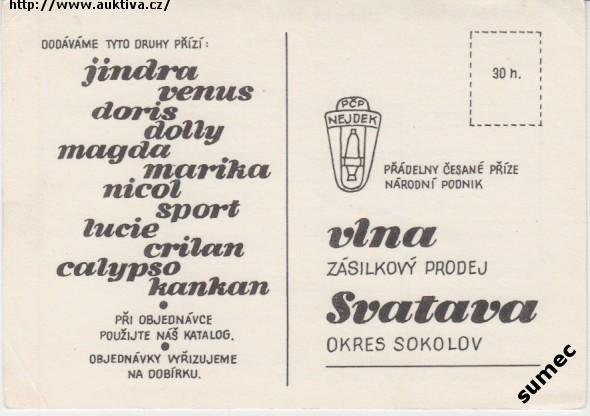 http://www.auktiva.cz/
DODÁVÁME TYTO DRUHY PŘÍZÍ:
jindra
venus
doris
dolly
magda
marika
nicol
sport
lucie
crilan
calypso
kankan
PŘI OBJEDNÁVCE
POUŽIJTE NÁŠ KATALOG.
OBJEDNÁVKY VYŘIZUJEME
NA DOBÍRKU.
30 h.
PČP
NEJDEK
PŘÁDELNY ČESANÉ PŘÍZE
NÁRODNÍ PODNIK
vlna
ZÁSILKOVÝ PRODEJ
Svatava
OKRES SOKOLOV
sumec